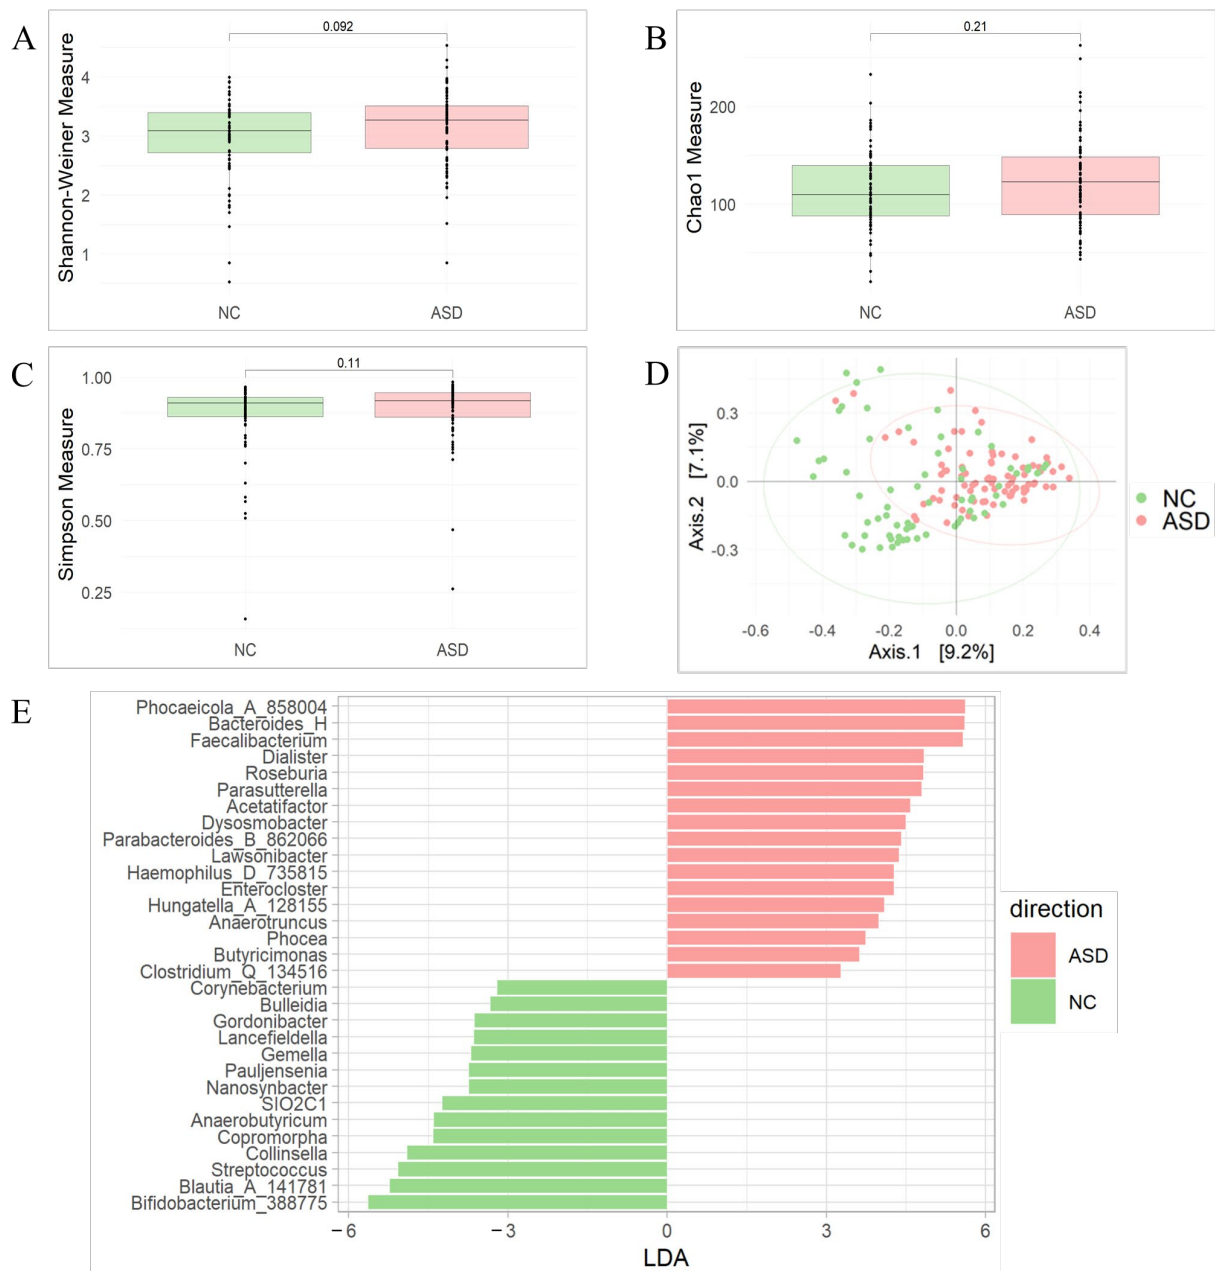 A
0.092
Shannon-Weiner Measure
4
3
2
1
NC
ASD
B
0.21
Chao1 Measure
200
100
NC
ASD
C
0.11
Simpson Measure
1.00
0.75
0.50
0.25
NC
ASD
D
Axis.2 [7.1%]
0.3
0.0
-0.3
-0.6
-0.4
-0.2
0.0
0.2
0.4
Axis.1 [9.2%]
NC
ASD
E
Phocaeicola_A_858004
Bacteroides_H
Faecalibacterium
Dialister
Roseburia
Parasutterella
Acetatifactor
Dysosmobacter
Parabacteroides_B_862066
Lawsonibacter
Haemophilus_D_735815
Enterocloster
Hungatella_A_128155
Anaerotruncus
Phocea
Butyricimonas
Clostridium_Q_134516
Corynebacterium
Bulleidia
Gordonibacter
Lancefieldella
Gemella
Pauljensenia
Nanosynbacter
SIO2C1
Anaerobutyricum
Copromorpha
Collinsella
Streptococcus
Blautia_A_141781
Bifidobacterium_388775
−6
−3
0
3
6
LDA
direction
ASD
NC